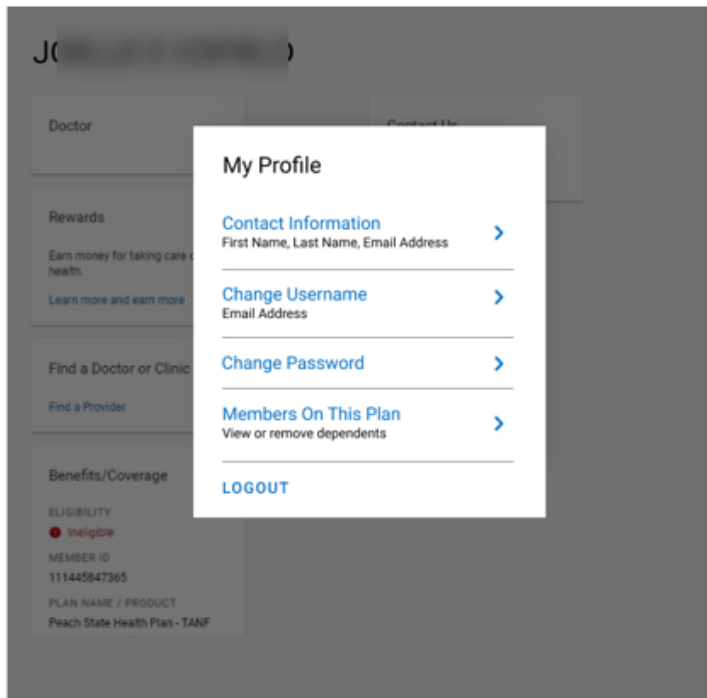 Doctor
Contact Us
Rewards
Earn money for taking care
health.
Learn more and earn more
Find a Doctor or Clinic
Find a Provider
Benefits/Coverage
ELIGIBILITY
Ineligible
MEMBER ID
111445847365
PLAN NAME / PRODUCT
Peach State Health Plan - TANF
My Profile
Contact Information
First Name, Last Name, Email Address
Change Username
Email Address
Change Password
Members On This Plan
View or remove dependents
LOGOUT